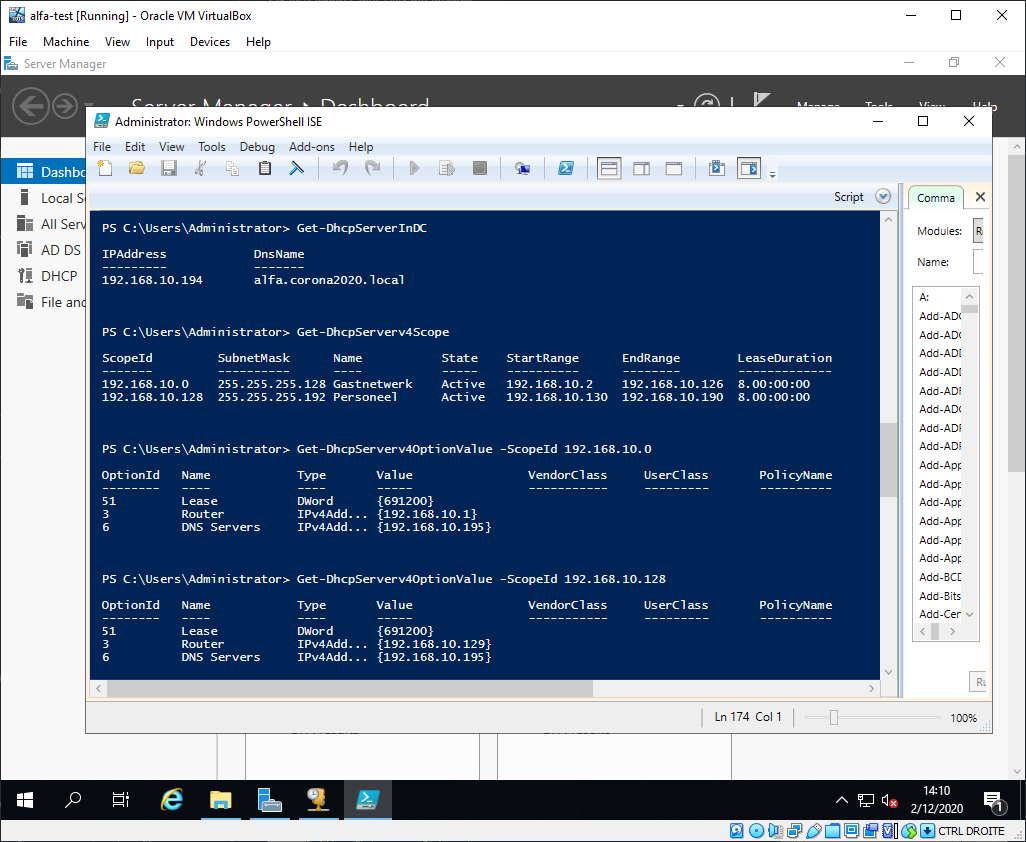 alfa-test [Running] - Oracle VM VirtualBox
File Machine View Input Devices Help
Server Manager
Server Manager Dashboard
Manage Tools View Help
Administrator: Windows PowerShell ISE
File Edit View Tools Debug Add-ons Help
Script
PS C:\Users\Administrator> Get-DhcpServerInDC
IPAddress DnsName
--------- -------
192.168.10.194 alfa.corona2020.local
PS C:\Users\Administrator> Get-DhcpServerv4Scope
ScopeId SubnetMask Name State StartRange EndRange LeaseDuration
------- ---------- ---- ----- ---------- -------- -------------
192.168.10.0 255.255.255.128 Gastnetwerk Active 192.168.10.2 192.168.10.126 8.00:00:00
192.168.10.128 255.255.255.192 Personeel Active 192.168.10.130 192.168.10.190 8.00:00:00
PS C:\Users\Administrator> Get-DhcpServerv4OptionValue -ScopeId 192.168.10.0
OptionId Name Type Value VendorClass UserClass PolicyName
-------- ---- ---- ----- ----------- --------- ----------
51 Lease DWord {691200}
3 Router IPv4Add... {192.168.10.1}
6 DNS Servers IPv4Add... {192.168.10.195}
PS C:\Users\Administrator> Get-DhcpServerv4OptionValue -ScopeId 192.168.10.128
OptionId Name Type Value VendorClass UserClass PolicyName
-------- ---- ---- ----- ----------- --------- ----------
51 Lease DWord {691200}
3 Router IPv4Add... {192.168.10.129}
6 DNS Servers IPv4Add... {192.168.10.195}
Ln 174 Col 1
100%
Comma
Modules:
Name:
A:
Add-ADC
Add-ADC
Add-ADD
Add-ADD
Add-ADF
Add-ADG
Add-ADP
Add-ADR
Add-App
Add-App
Add-App
Add-App
Add-App
Add-App
Add-BCD
Add-Bits
Add-Cer
Ru
Dashbo
Local S
All Serv
AD DS
DHCP
File and
14:10
2/12/2020
1
CTRL DROITE